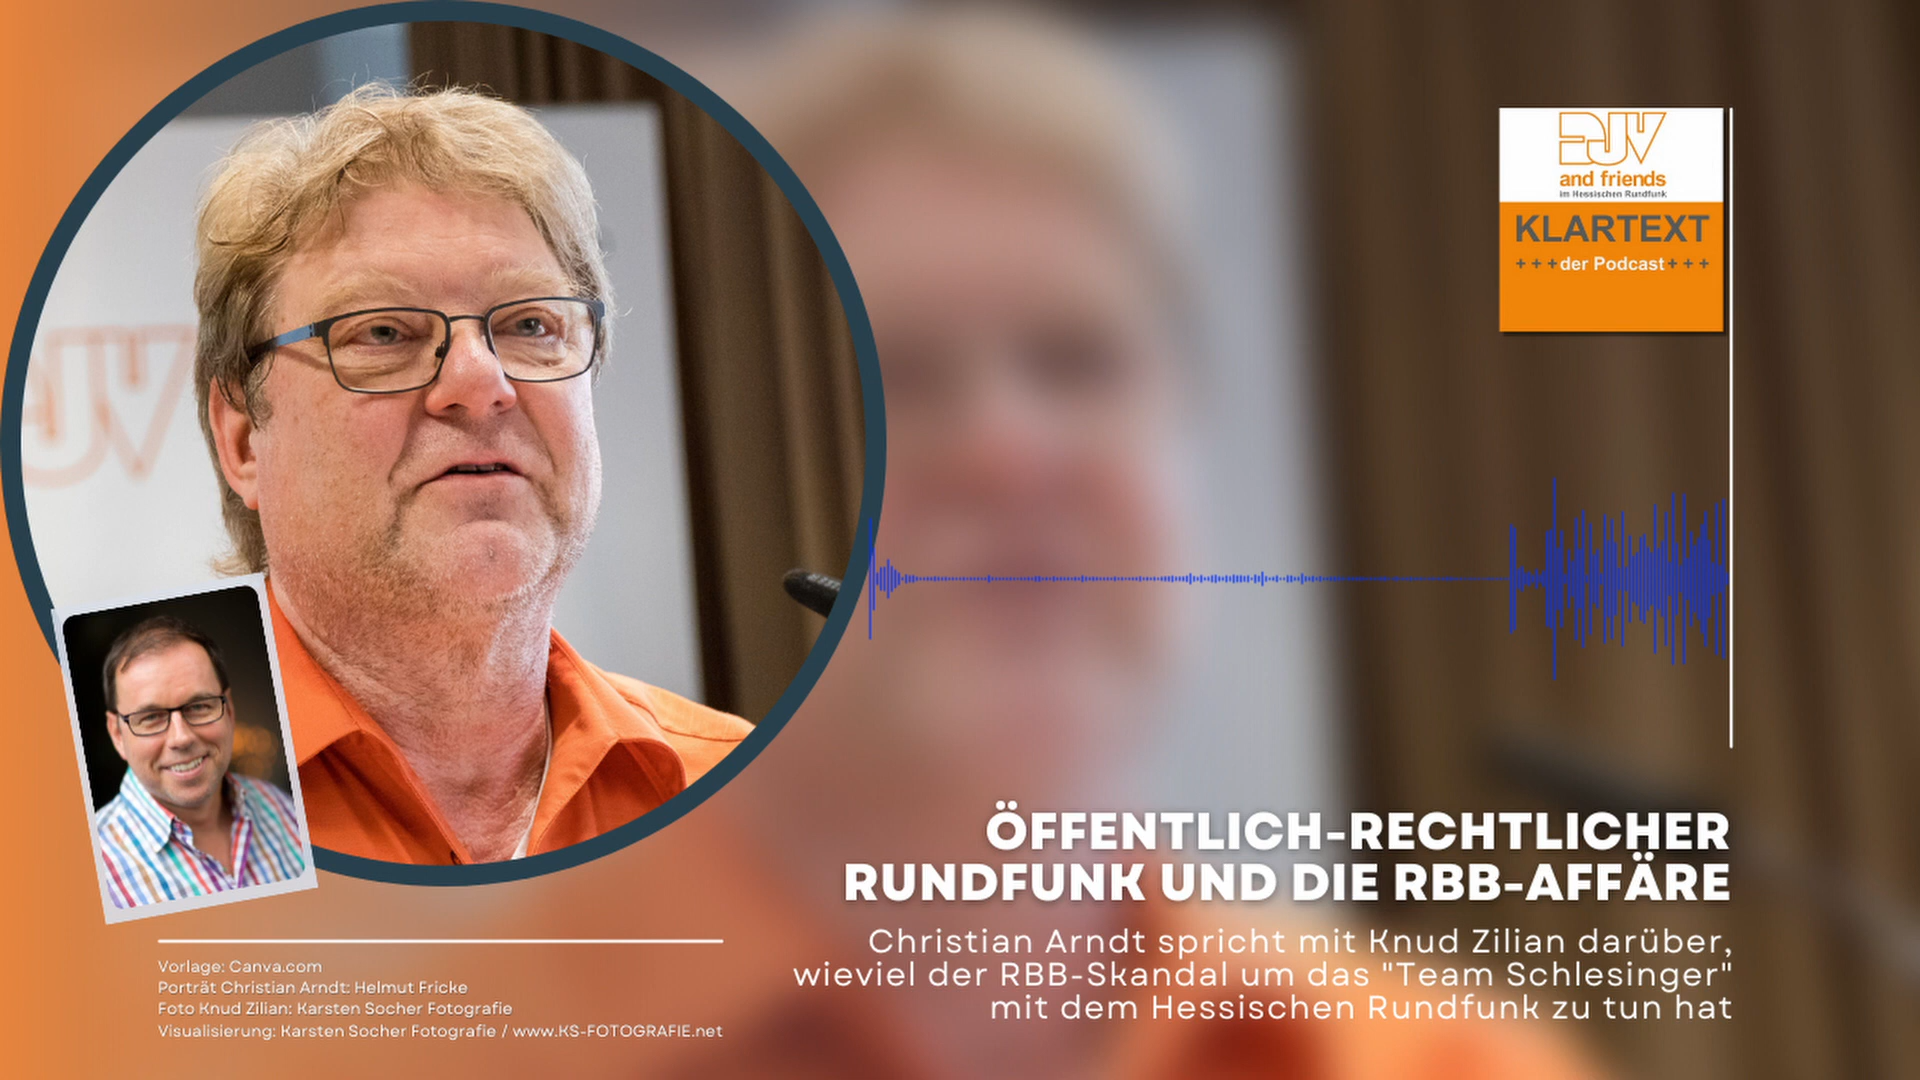 DJV
and friends
im Hessischen Rundfunk
KLARTEXT
+ + + der Podcast + + +
DJV
ÖFFENTLICH-RECHTLICHER
RUNDFUNK UND DIE RBB-AFFÄRE
Christian Arndt spricht mit Knud Zilian darüber,
wieviel der RBB-Skandal um das "Team Schlesinger"
mit dem Hessischen Rundfunk zu tun hat
Vorlage: Canva.com
Porträt Christian Arndt: Helmut Fricke
Foto Knud Zilian: Karsten Socher Fotografie
Visualisierung: Karsten Socher Fotografie / www.KS-FOTOGRAFIE.net